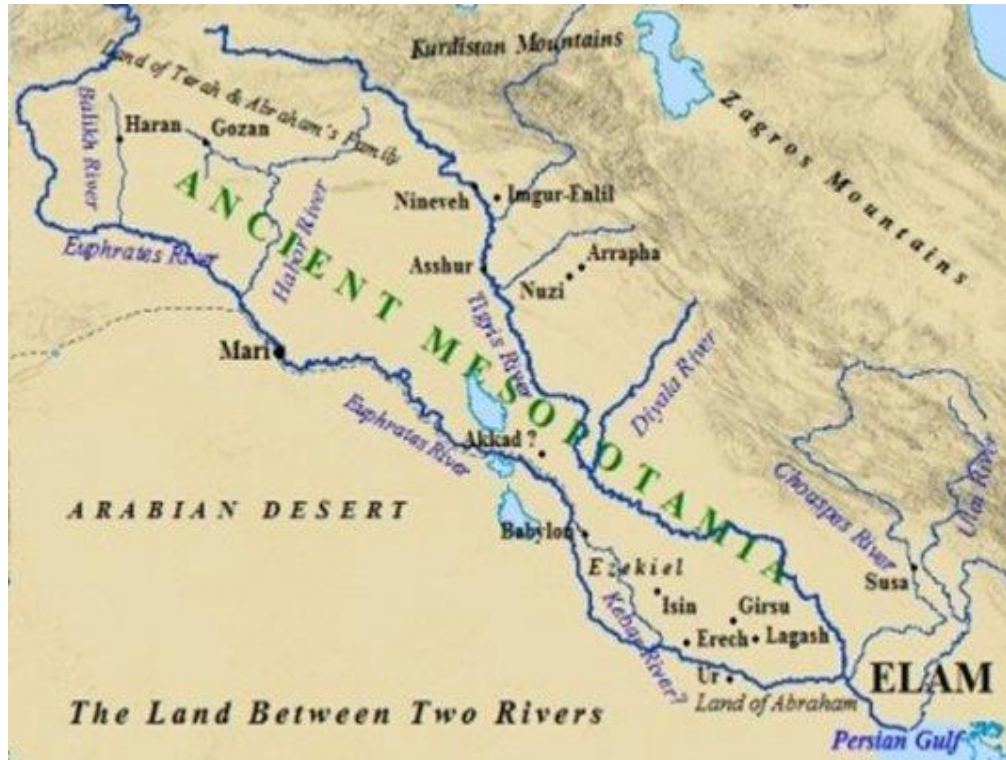 Kurdistan Mountains
Land of Terah & Abraham's Family
Zagros Mountains
Balikh River
Haran
Gozan
ANCIENT MESOPOTAMIA
Nineveh
Imgur-Enlil
Habor River
Euphrates River
Asshur
Arrapha
Nuzi
Tigris River
Mari
Diyala River
Euphrates River
Akkad ?
ARABIAN DESERT
Babylon
Choaspes River
Ulai River
Ezekiel
Susa
Kebar River?
Isin
Girsu
Erech
Lagash
Ur
ELAM
Land of Abraham
The Land Between Two Rivers
Persian Gulf